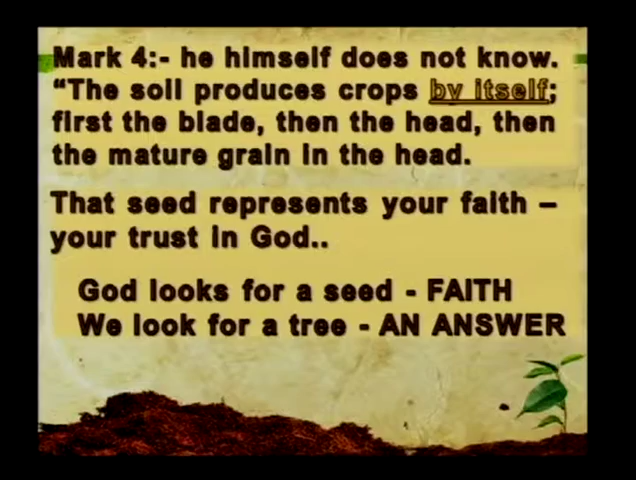 Mark 4:- he himself does not know.
“The soil produces crops by itself;
first the blade, then the head, then
the mature grain in the head.
That seed represents your faith –
your trust in God..
God looks for a seed - FAITH
We look for a tree - AN ANSWER